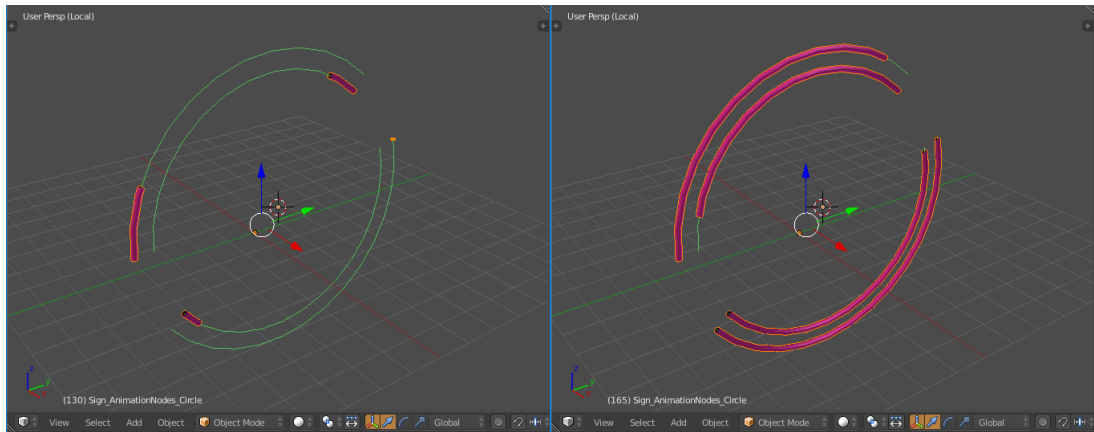 User Persp (Local)
z
y
x
(130) Sign_AnimationNodes_Circle
View Select Add Object Object Mode Global
User Persp (Local)
z
y
x
(165) Sign_AnimationNodes_Circle
View Select Add Object Object Mode Global